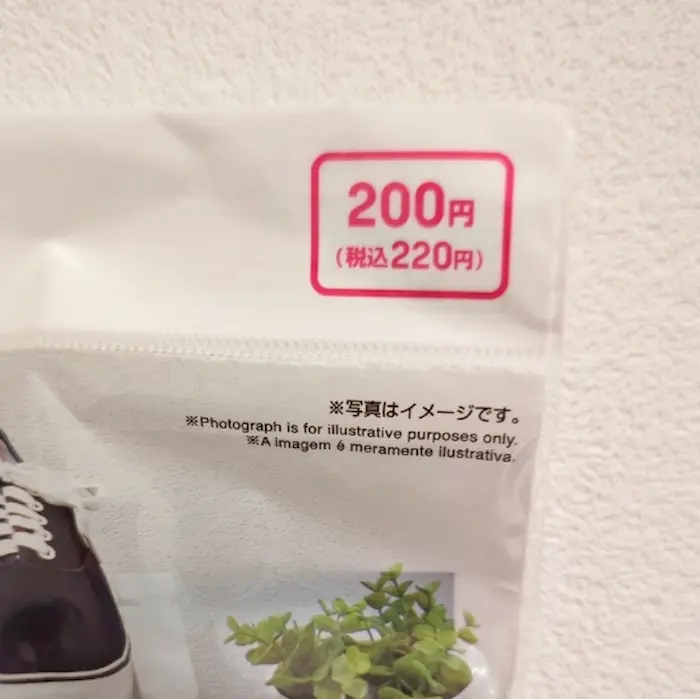 200円
(税込220円)
※写真はイメージです。
※Photograph is for illustrative purposes only.
※A imagem é meramente ilustrativa.